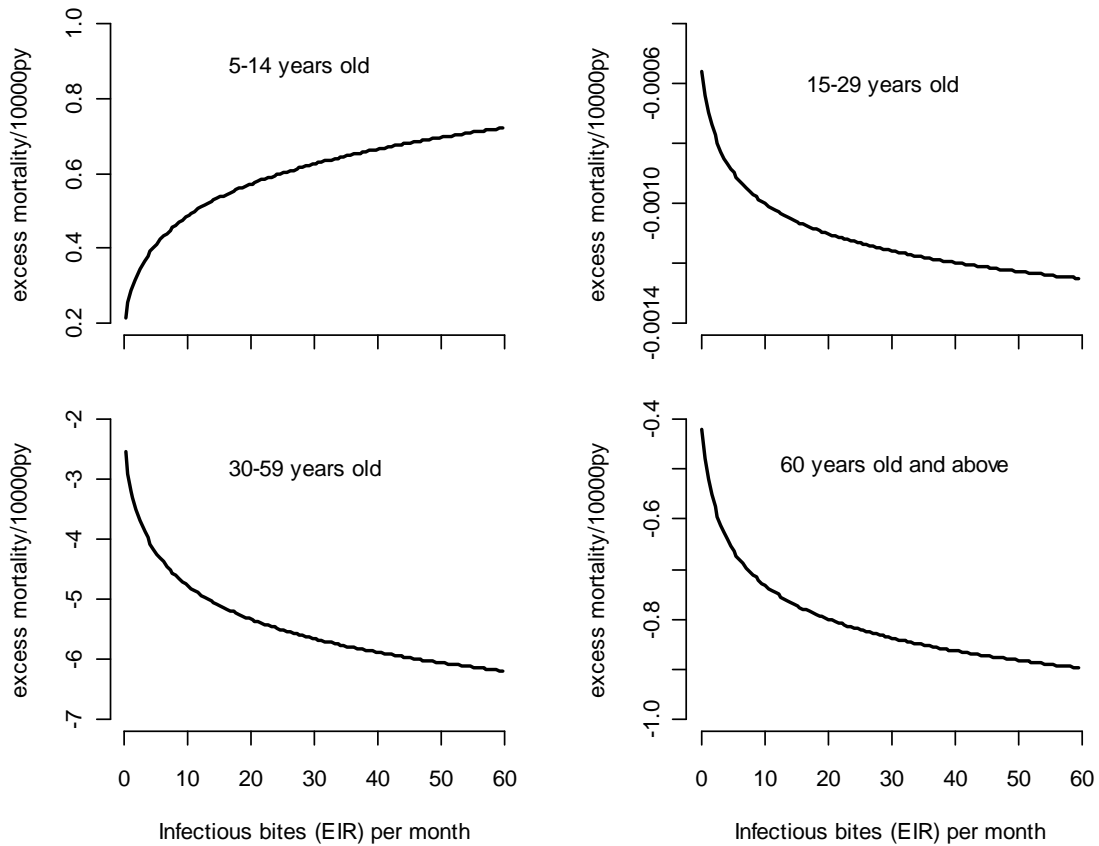 5-14 years old
excess mortality/10000py
1.0
0.8
0.6
0.4
0.2
15-29 years old
excess mortality/10000py
-0.0006
-0.0010
-0.0014
30-59 years old
excess mortality/10000py
-2
-3
-4
-5
-6
-7
0 10 20 30 40 50 60
Infectious bites (EIR) per month
60 years old and above
excess mortality/10000py
-0.4
-0.6
-0.8
-1.0
0 10 20 30 40 50 60
Infectious bites (EIR) per month